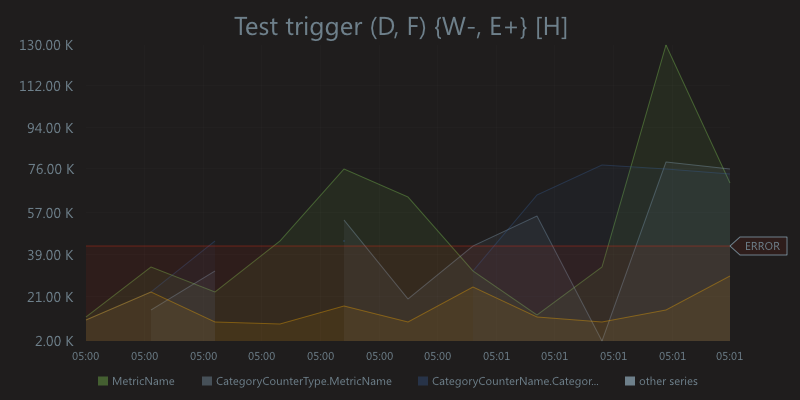 Test trigger (D, F) {W-, E+} [H]
130.00 K
112.00 K
94.00 K
76.00 K
57.00 K
39.00 K
21.00 K
2.00 K
ERROR
05:00 05:00 05:00 05:00 05:00 05:00 05:00 05:01 05:01 05:01 05:01 05:01
MetricName CategoryCounterType.MetricName CategoryCounterName.Categor... other series